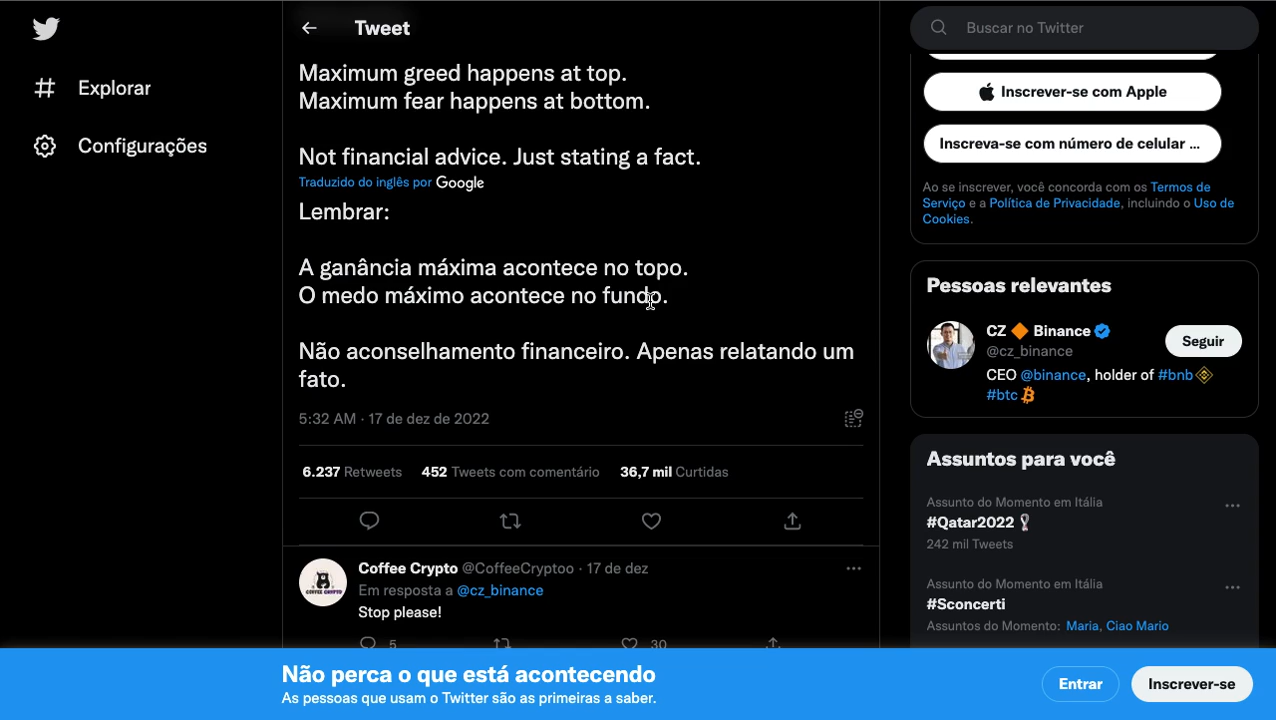 Explorar
Configurações
Tweet
Maximum greed happens at top.
Maximum fear happens at bottom.
Not financial advice. Just stating a fact.
Traduzido do inglês por Google
Lembrar:
A ganância máxima acontece no topo.
O medo máximo acontece no fundo.
Não aconselhamento financeiro. Apenas relatando um
fato.
5:32 AM · 17 de dez de 2022
6.237 Retweets 452 Tweets com comentário 36,7 mil Curtidas
Coffee Crypto @CoffeeCryptoo · 17 de dez
Em resposta a @cz_binance
Stop please!
5 30
Buscar no Twitter
Inscrever-se com Apple
Inscreva-se com número de celular ...
Ao se inscrever, você concorda com os Termos de
Serviço e a Política de Privacidade, incluindo o Uso de
Cookies.
Pessoas relevantes
CZ 🔶 Binance
@cz_binance
Seguir
CEO @binance, holder of #bnb
#btc
Assuntos para você
Assunto do Momento em Itália
#Qatar2022
242 mil Tweets
Assunto do Momento em Itália
#Sconcerti
Assuntos do Momento: Maria, Ciao Mario
Não perca o que está acontecendo
As pessoas que usam o Twitter são as primeiras a saber.
Entrar
Inscrever-se